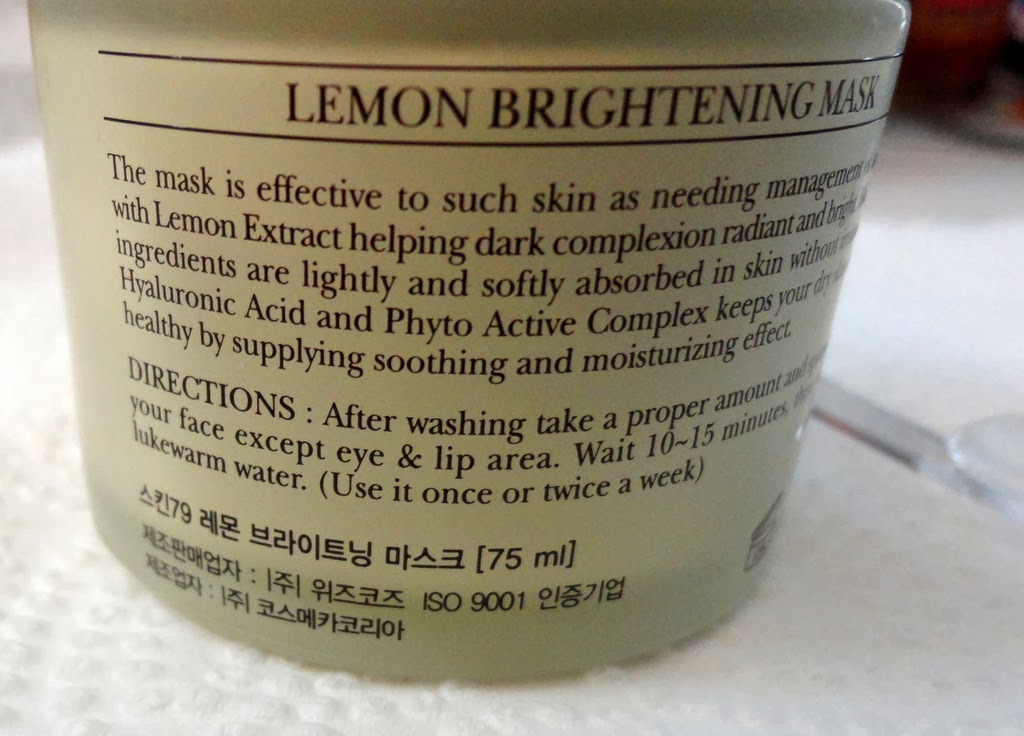 LEMON BRIGHTENING MASK
The mask is effective to such skin as needing management
with Lemon Extract helping dark complexion radiant and bright.
ingredients are lightly and softly absorbed in skin without
Hyaluronic Acid and Phyto Active Complex keeps your dry
healthy by supplying soothing and moisturizing effect.
DIRECTIONS : After washing take a proper amount and
your face except eye & lip area. Wait 10~15 minutes,
lukewarm water. (Use it once or twice a week)
스킨79 레몬 브라이트닝 마스크 [75 ml]
제조판매업자 : |주| 위즈코즈 ISO 9001 인증기업
제조업자 : |주| 코스메카코리아